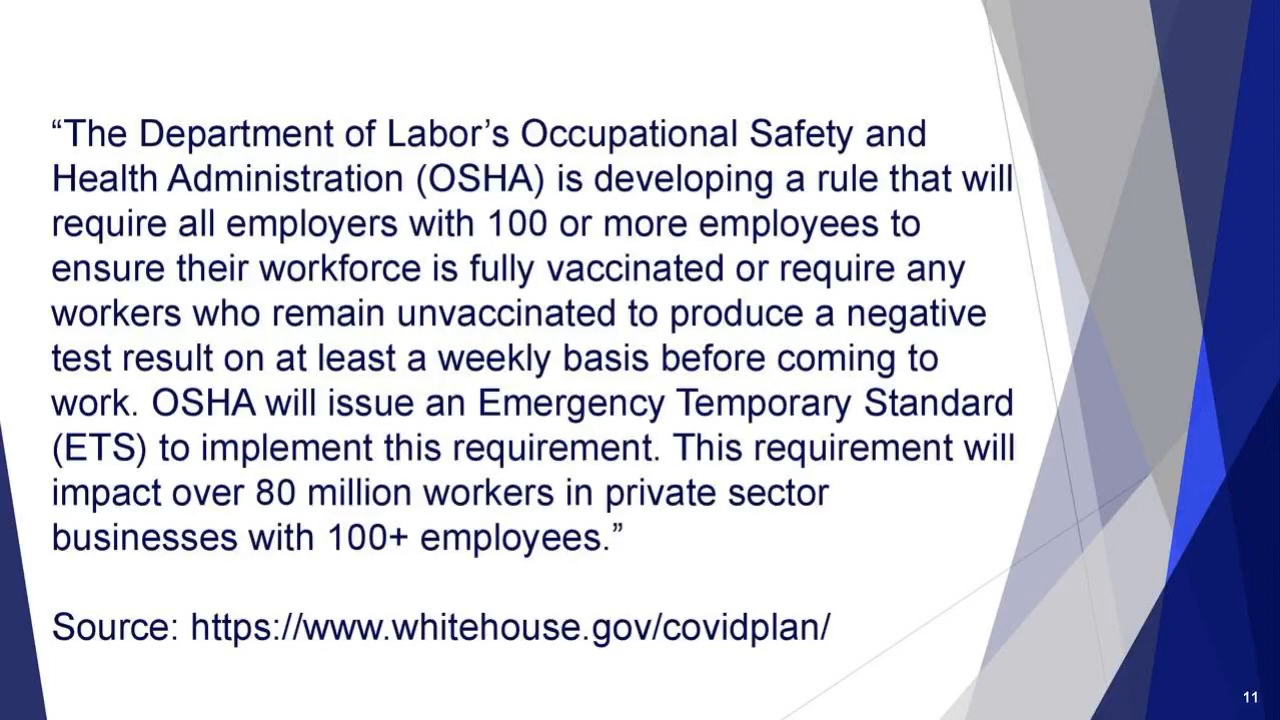 “The Department of Labor’s Occupational Safety and
Health Administration (OSHA) is developing a rule that will
require all employers with 100 or more employees to
ensure their workforce is fully vaccinated or require any
workers who remain unvaccinated to produce a negative
test result on at least a weekly basis before coming to
work. OSHA will issue an Emergency Temporary Standard
(ETS) to implement this requirement. This requirement will
impact over 80 million workers in private sector
businesses with 100+ employees.”
Source: https://www.whitehouse.gov/covidplan/
11